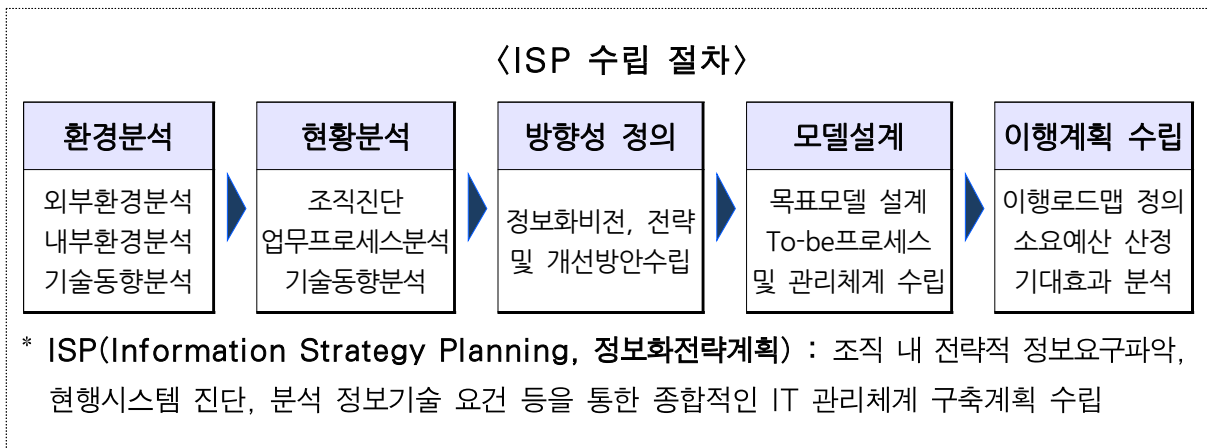 <ISP 수립 절차>
환경분석
외부환경분석
내부환경분석
기술동향분석
현황분석
조직진단
업무프로세스분석
기술동향분석
방향성 정의
정보화비전, 전략
및 개선방안수립
모델설계
목표모델 설계
To-be프로세스
및 관리체계 수립
이행계획 수립
이행로드맵 정의
소요예산 산정
기대효과 분석
* ISP(Information Strategy Planning, 정보화전략계획) : 조직 내 전략적 정보요구파악,
현행시스템 진단, 분석 정보기술 요건 등을 통한 종합적인 IT 관리체계 구축계획 수립